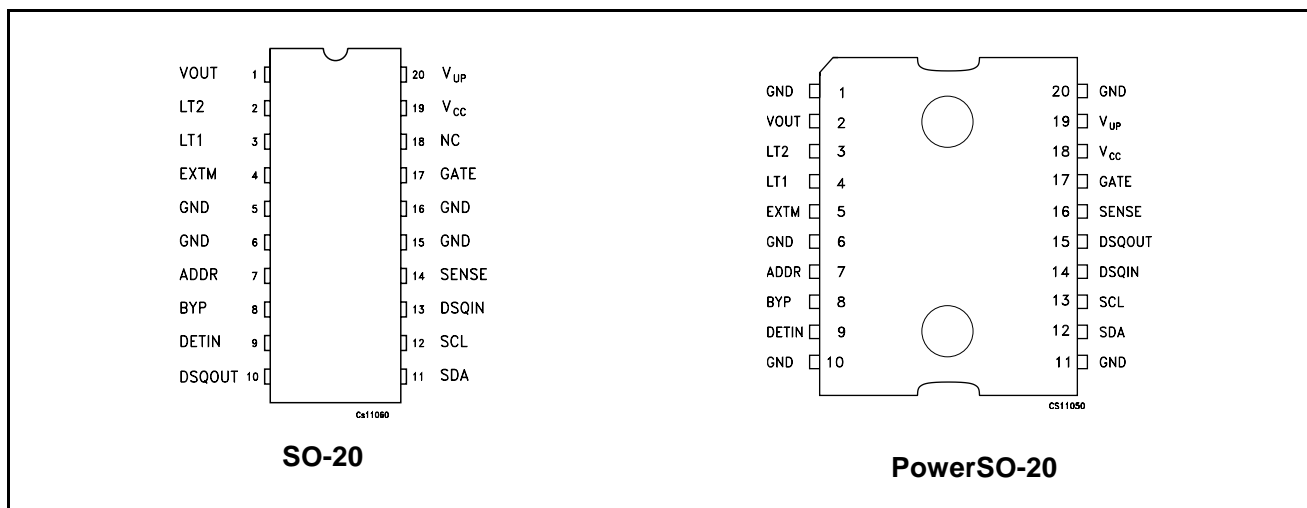 VOUT 1 20 VUP
LT2 2 19 VCC
LT1 3 18 NC
EXTM 4 17 GATE
GND 5 16 GND
GND 6 15 GND
ADDR 7 14 SENSE
BYP 8 13 DSQIN
DETIN 9 12 SCL
DSQOUT 10 11 SDA
Cs11060
SO-20
GND 1 20 GND
VOUT 2 19 VUP
LT2 3 18 VCC
LT1 4 17 GATE
EXTM 5 16 SENSE
GND 6 15 DSQOUT
ADDR 7 14 DSQIN
BYP 8 13 SCL
DETIN 9 12 SDA
GND 10 11 GND
CS11050
PowerSO-20